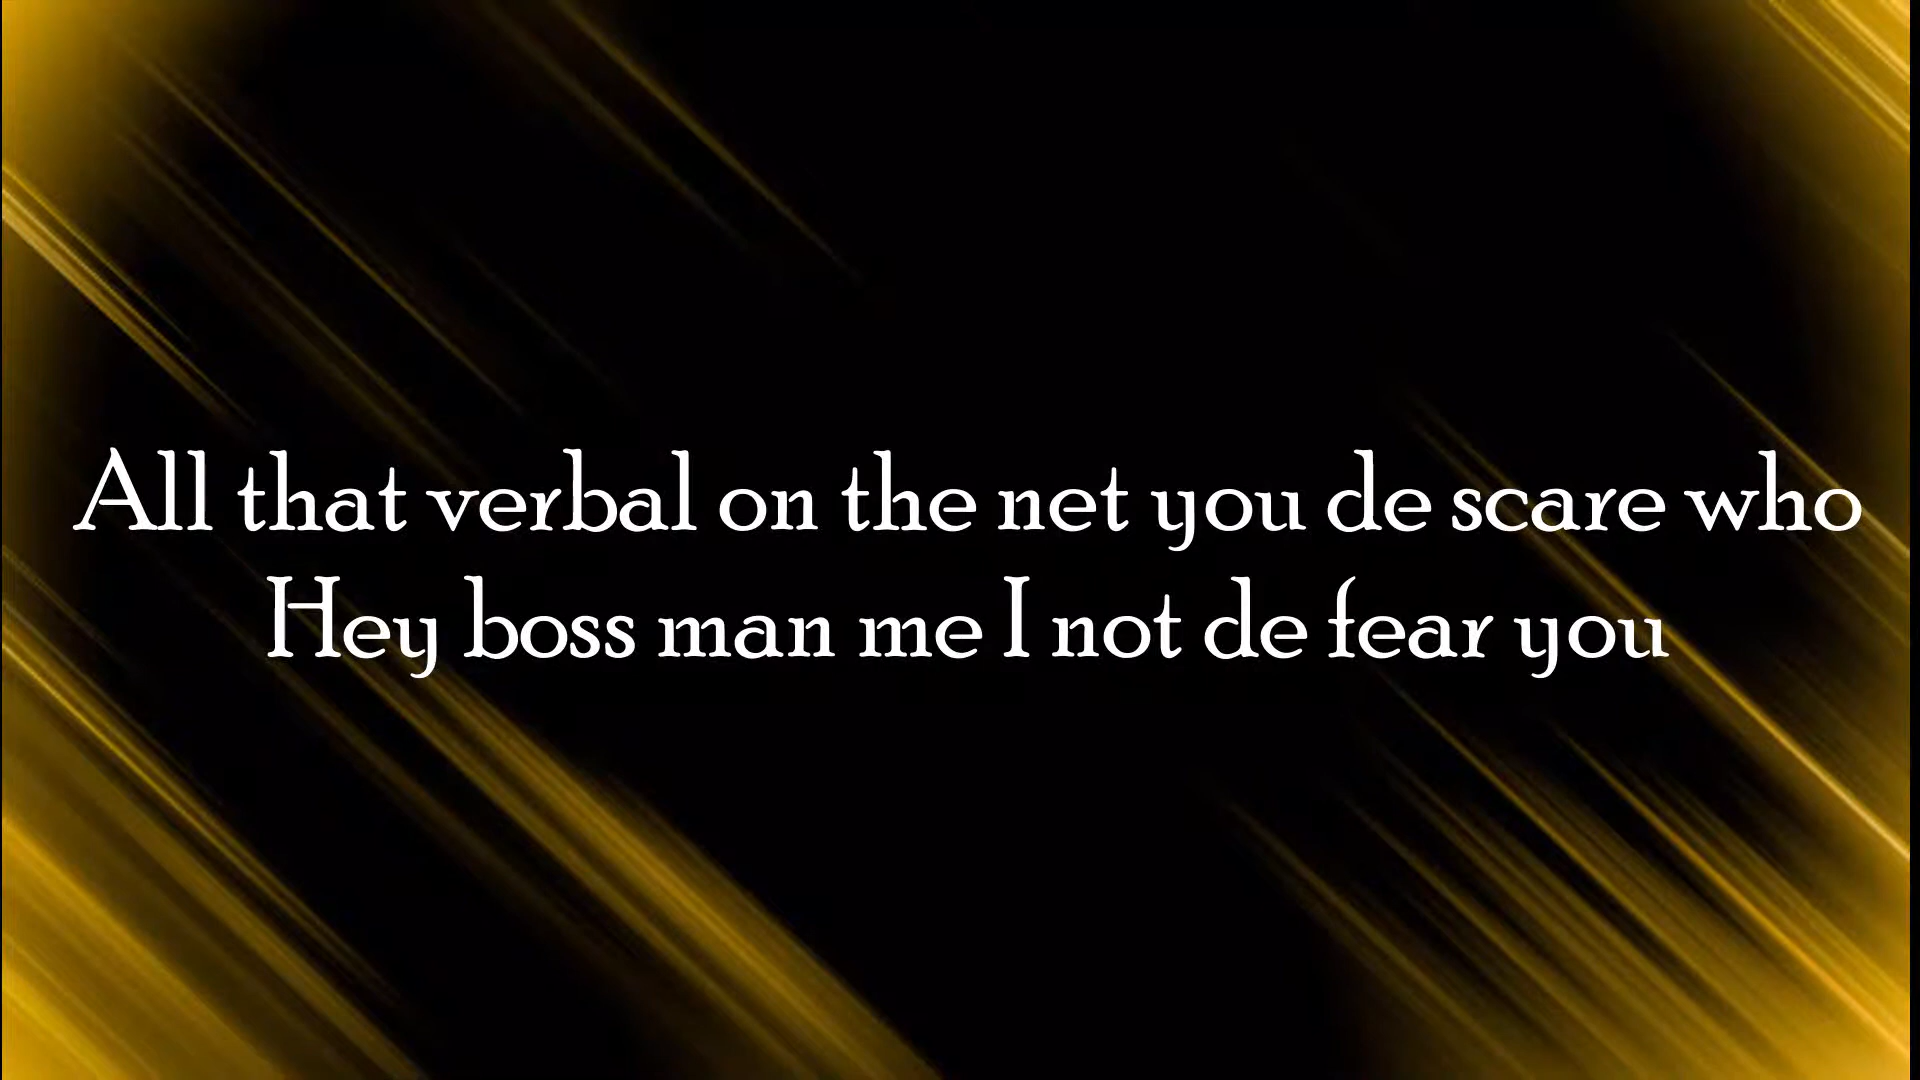 All that verbal on the net you de scare who
Hey boss man me I not de fear you